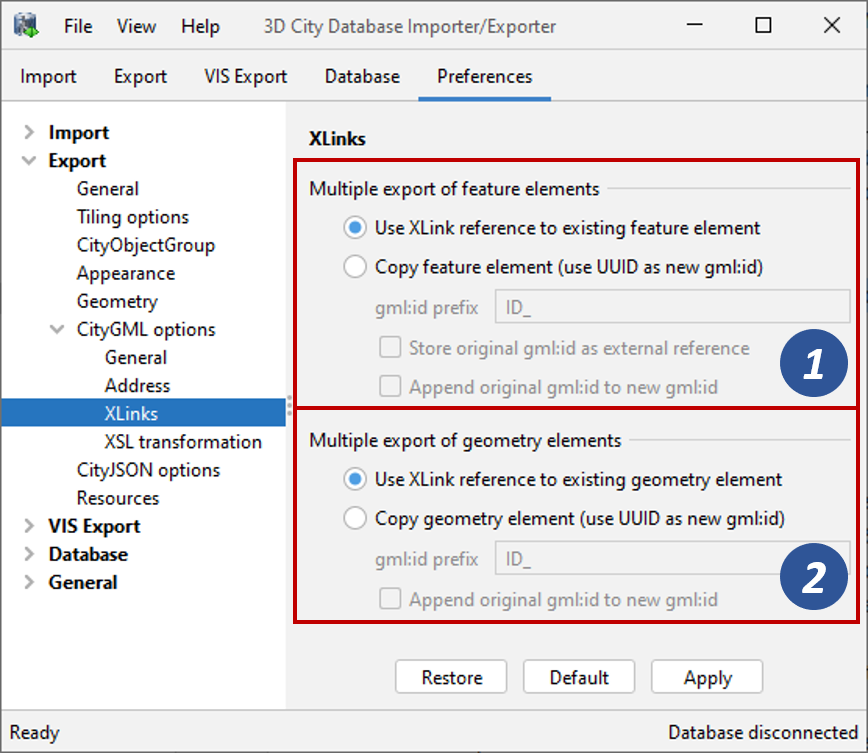 File View Help 3D City Database Importer/Exporter
Import Export VIS Export Database Preferences
Import
Export
General
Tiling options
CityObjectGroup
Appearance
Geometry
CityGML options
General
Address
XLinks
XSL transformation
CityJSON options
Resources
VIS Export
Database
General
XLinks
Multiple export of feature elements
Use XLink reference to existing feature element
Copy feature element (use UUID as new gml:id)
gml:id prefix ID_
Store original gml:id as external reference
Append original gml:id to new gml:id
1
Multiple export of geometry elements
Use XLink reference to existing geometry element
Copy geometry element (use UUID as new gml:id)
gml:id prefix ID_
Append original gml:id to new gml:id
2
Restore Default Apply
Ready Database disconnected